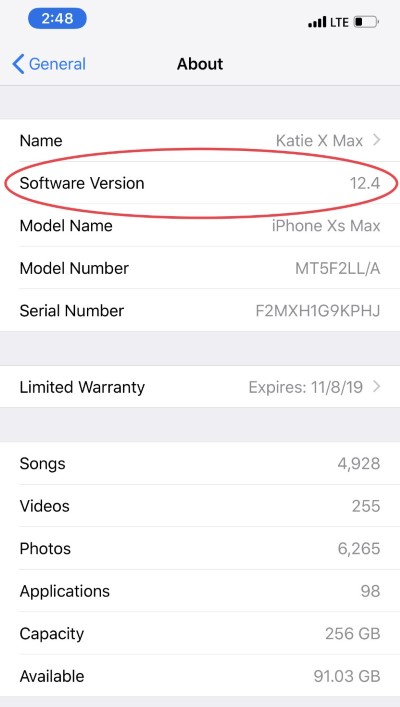 2:48 LTE
General About
Name Katie X Max
Software Version 12.4
Model Name iPhone Xs Max
Model Number MT5F2LL/A
Serial Number F2MXH1G9KPHJ
Limited Warranty Expires: 11/8/19
Songs 4,928
Videos 255
Photos 6,265
Applications 98
Capacity 256 GB
Available 91.03 GB